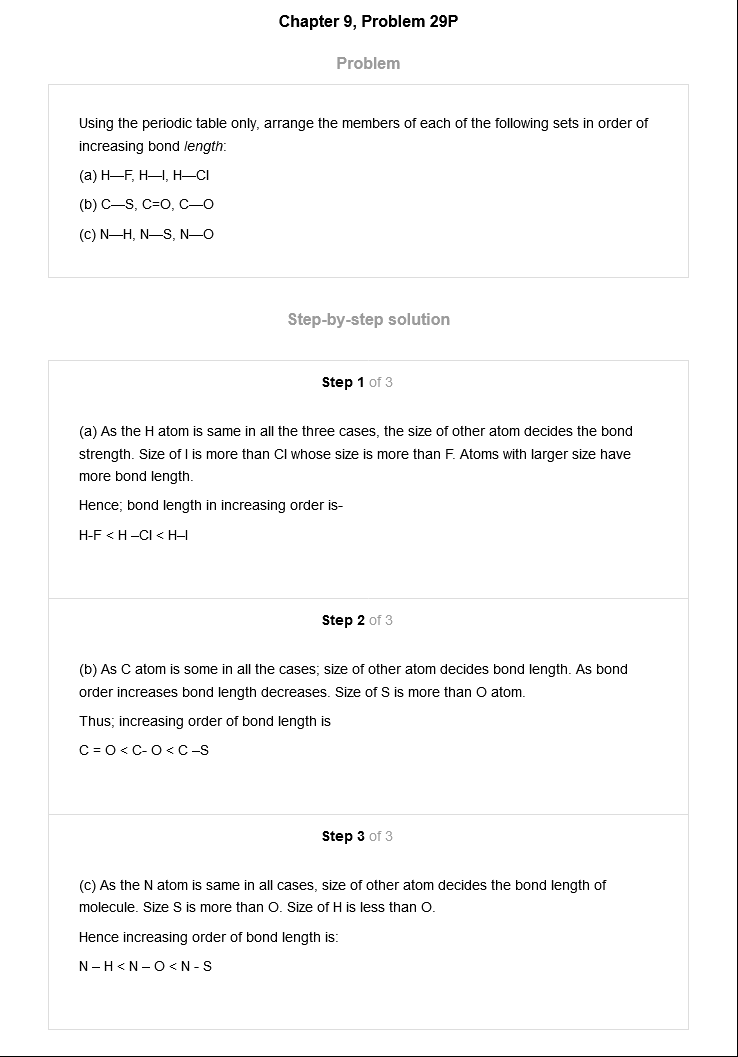 Chapter 9, Problem 29P
Problem
Using the periodic table only, arrange the members of each of the following sets in order of
increasing bond length:
(a) H—F, H—I, H—Cl
(b) C—S, C=O, C—O
(c) N—H, N—S, N—O
Step-by-step solution
Step 1 of 3
(a) As the H atom is same in all the three cases, the size of other atom decides the bond
strength. Size of I is more than Cl whose size is more than F. Atoms with larger size have
more bond length.
Hence; bond length in increasing order is-
H-F < H –Cl < H–I
Step 2 of 3
(b) As C atom is some in all the cases; size of other atom decides bond length. As bond
order increases bond length decreases. Size of S is more than O atom.
Thus; increasing order of bond length is
C = O < C- O < C –S
Step 3 of 3
(c) As the N atom is same in all cases, size of other atom decides the bond length of
molecule. Size S is more than O. Size of H is less than O.
Hence increasing order of bond length is:
N – H < N – O < N - S